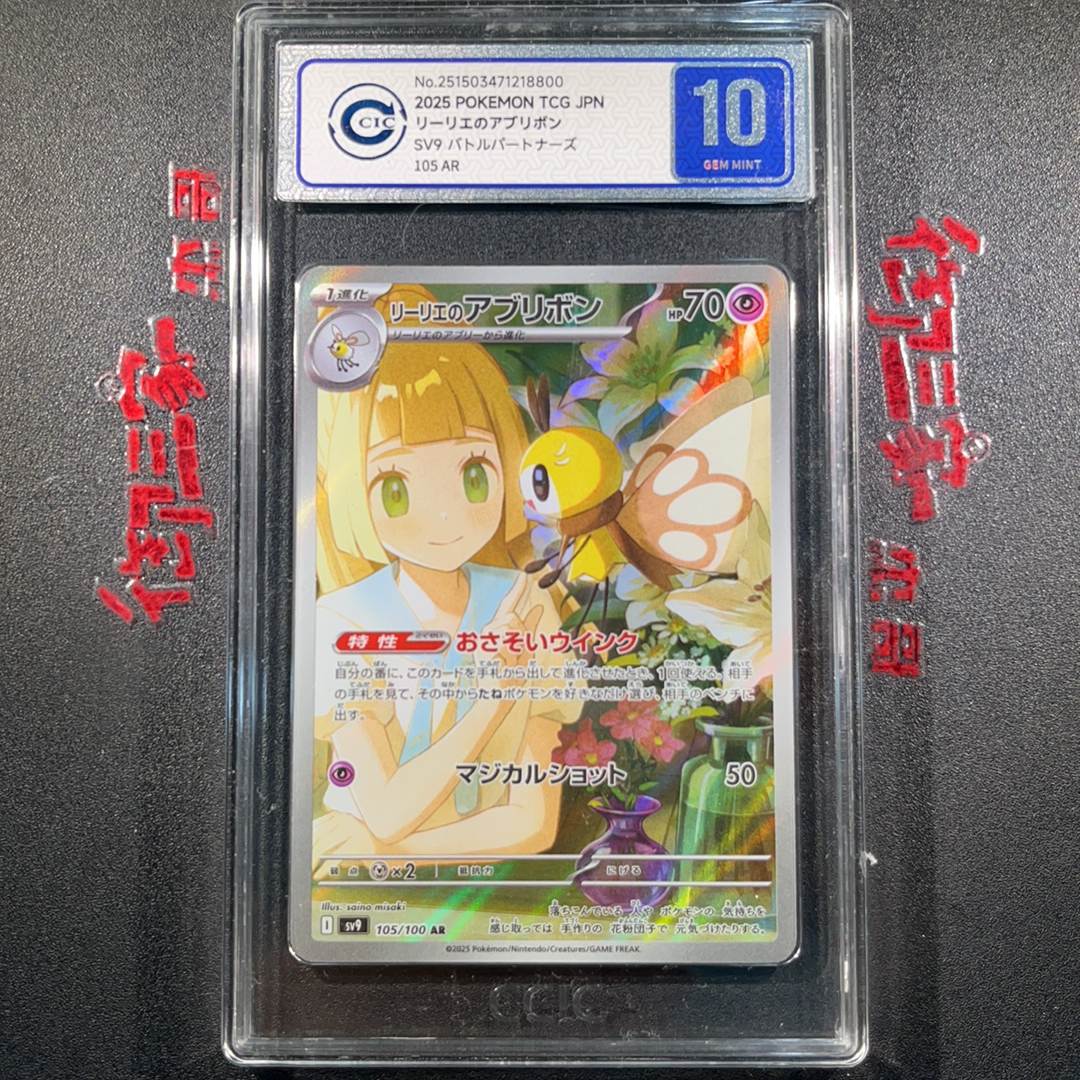 No.251503471218800
2025 POKEMON TCG JPN
リーリエのアブリボン
SV9 バトルパートナーズ
105 AR
CIC
10
GEM MINT
1進化
リーリエのアブリボン
HP70
リーリエのアブリーから進化
特性 おさそいウインク
自分の番に、このカードを手札から出して進化させたとき、1回使える。相手
の手札を見て、その中からたねポケモンを好きなだけ選び、相手のベンチに
出す。
マジカルショット 50
弱点 ×2 抵抗力 にげる
Illus. saino misaki
I sv9 105/100 AR
落ちこんでいる 人や ポケモンの 気持ちを
感じ取っては 手作りの 花粉団子で 元気づけたりする。
©2025 Pokémon/Nintendo/Creatures/GAME FREAK.
CCIC